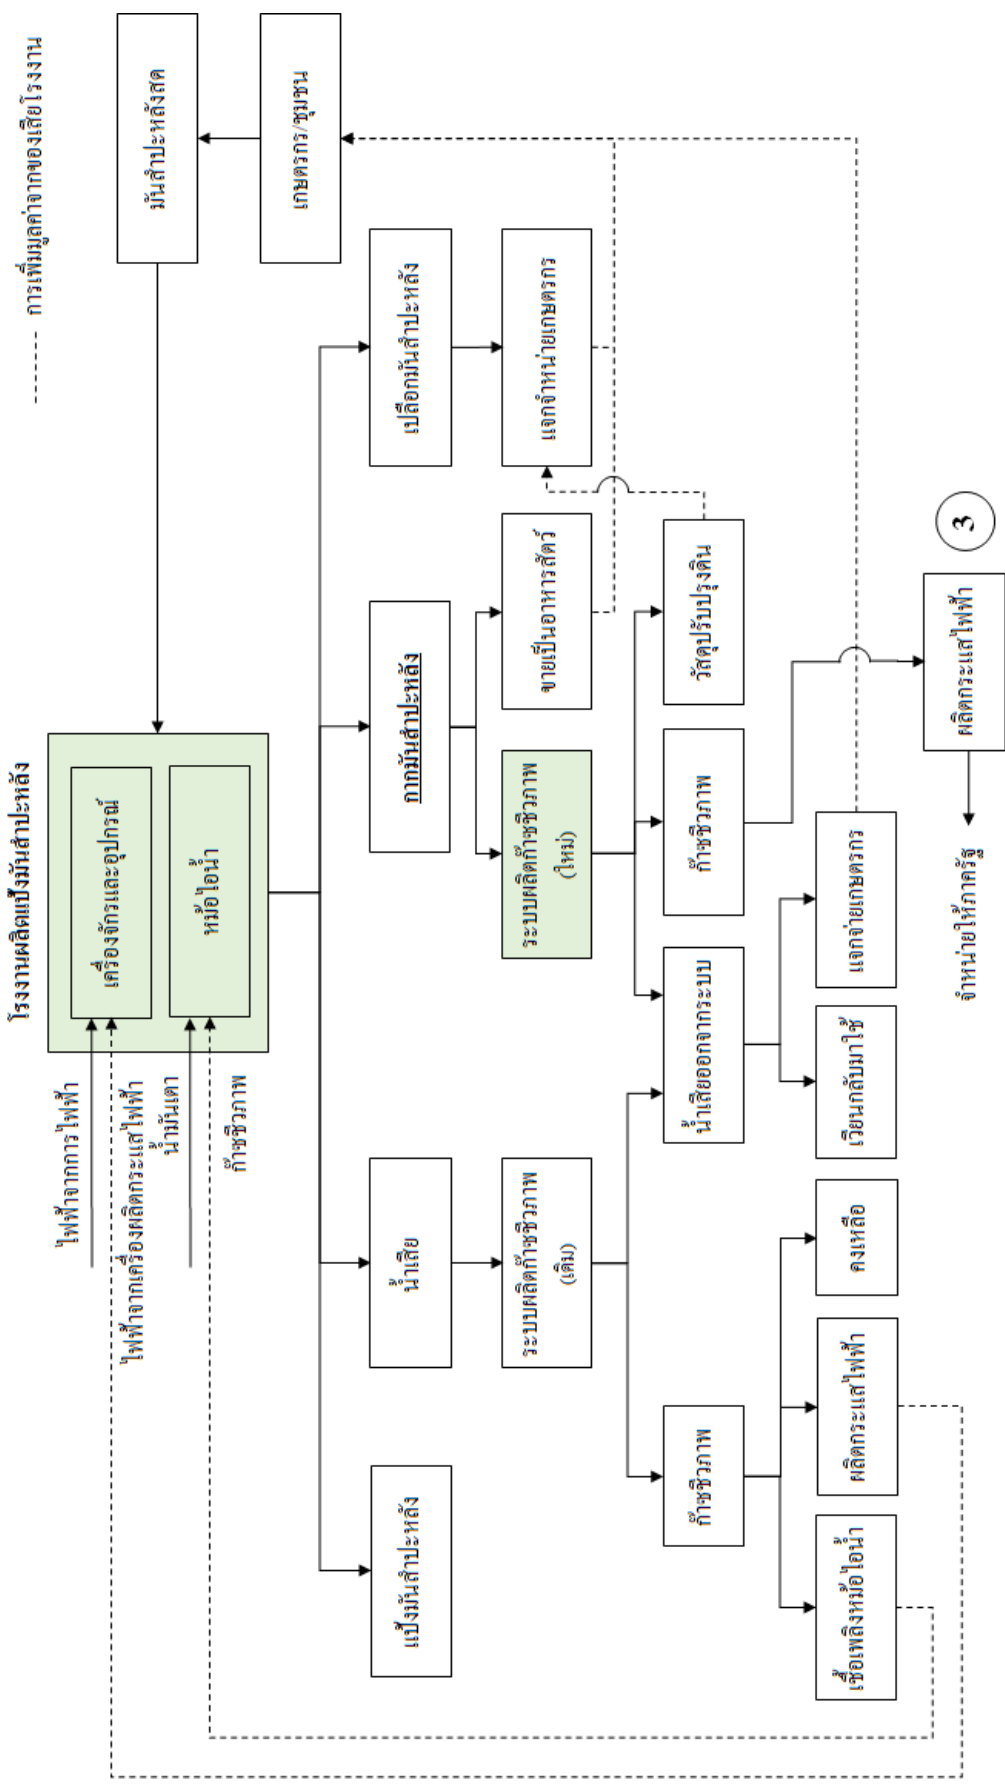 ------- การเพิ่มมูลค่าจากของเสียโรงงาน
โรงงานผลิตแป้งมันสำปะหลัง
ไฟฟ้าจากการไฟฟ้า
ไฟฟ้าจากเครื่องผลิตกระแสไฟฟ้า
น้ำมันเตา
ก๊าซชีวภาพ
เครื่องจักรและอุปกรณ์
หม้อไอน้ำ
มันสำปะหลังสด
เกษตรกร/ชุมชน
แป้งมันสำปะหลัง
น้ำเสีย
กากมันสำปะหลัง
เปลือกมันสำปะหลัง
ระบบผลิตก๊าซชีวภาพ
(เดิม)
ระบบผลิตก๊าซชีวภาพ
(ใหม่)
ขายเป็นอาหารสัตว์
แจกจำหน่ายเกษตรกร
ก๊าซชีวภาพ
น้ำเสียออกจากระบบ
ก๊าซชีวภาพ
วัสดุปรับปรุงดิน
เชื้อเพลิงหม้อไอน้ำ
ผลิตกระแสไฟฟ้า
คงเหลือ
เวียนกลับมาใช้
แจกจ่ายเกษตรกร
จำหน่ายให้ภาครัฐ
ผลิตกระแสไฟฟ้า
3